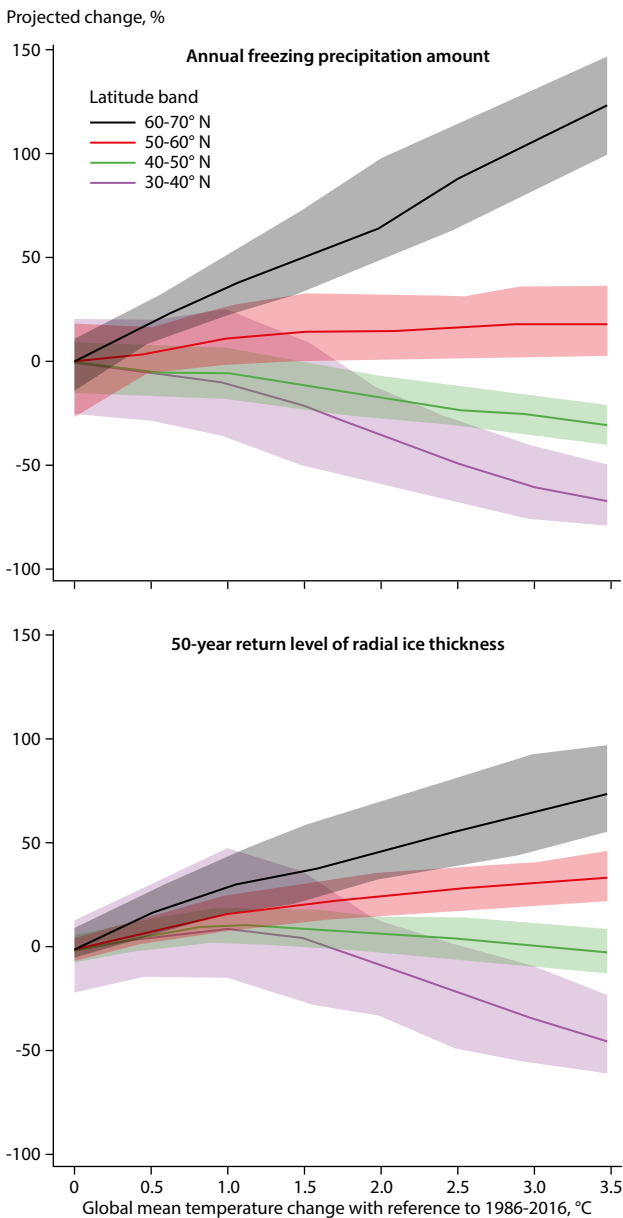 Projected change, %
Annual freezing precipitation amount
150
100
50
0
-50
-100
Latitude band
60-70° N
50-60° N
40-50° N
30-40° N
50-year return level of radial ice thickness
150
100
50
0
-50
-100
0 0.5 1.0 1.5 2.0 2.5 3.0 3.5
Global mean temperature change with reference to 1986-2016, °C